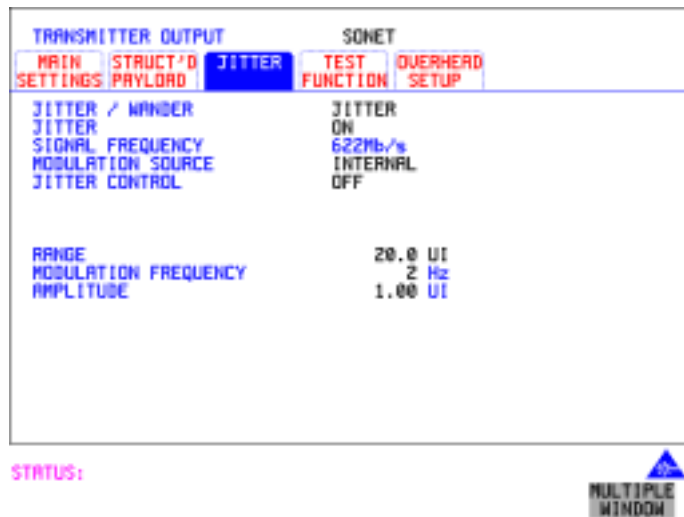 TRANSMITTER OUTPUT SONET
MAIN SETTINGS STRUCT'D PAYLOAD JITTER TEST FUNCTION OVERHEAD SETUP
JITTER / WANDER JITTER
JITTER ON
SIGNAL FREQUENCY 622Mb/s
MODULATION SOURCE INTERNAL
JITTER CONTROL OFF
RANGE 20.0 UI
MODULATION FREQUENCY 2 Hz
AMPLITUDE 1.00 UI
STATUS:
MULTIPLE
WINDOW